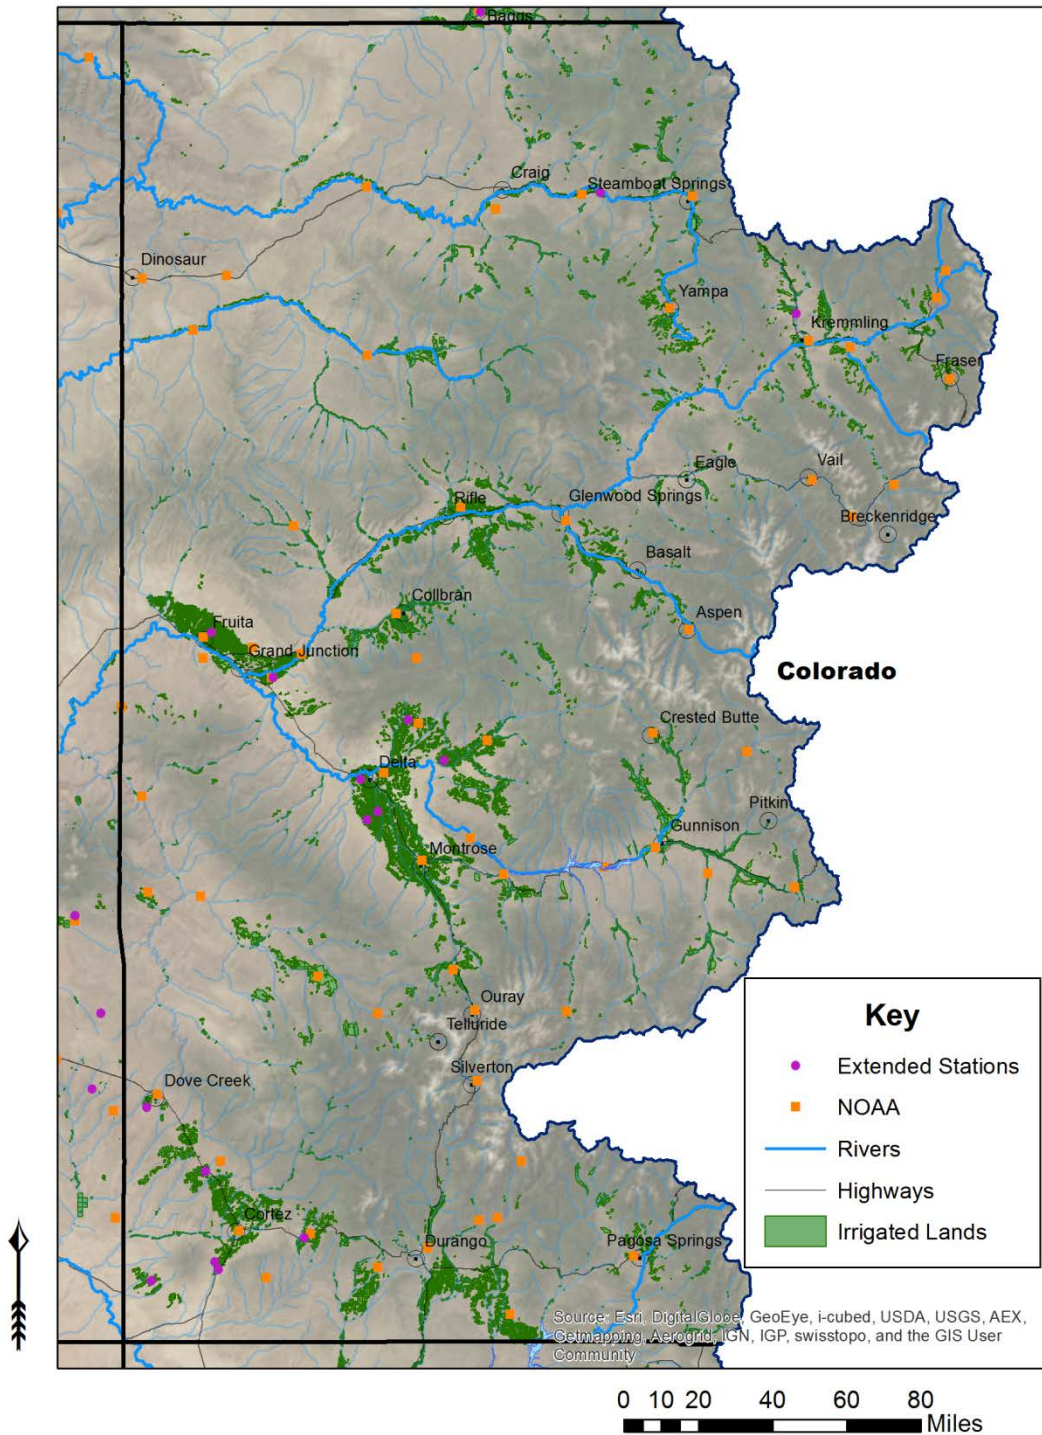 Baggs
Craig
Steamboat Springs
Dinosaur
Yampa
Kremmling
Fraser
Eagle
Vail
Rifle
Glenwood Springs
Breckenridge
Basalt
Collbran
Aspen
Fruita
Grand Junction
Colorado
Crested Butte
Delta
Pitkin
Gunnison
Montrose
Ouray
Telluride
Silverton
Dove Creek
Cortez
Durango
Pagosa Springs
Key
Extended Stations
NOAA
Rivers
Highways
Irrigated Lands
Source: Esri, DigitalGlobe, GeoEye, i-cubed, USDA, USGS, AEX,
Getmapping, Aerogrid, IGN, IGP, swisstopo, and the GIS User
Community
0 10 20 40 60 80
Miles